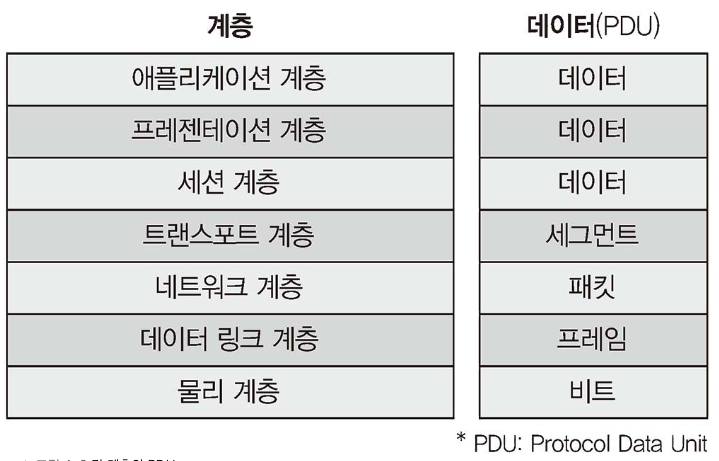 계층 데이터(PDU)
애플리케이션 계층 데이터
프레젠테이션 계층 데이터
세션 계층 데이터
트랜스포트 계층 세그먼트
네트워크 계층 패킷
데이터 링크 계층 프레임
물리 계층 비트
* PDU: Protocol Data Unit